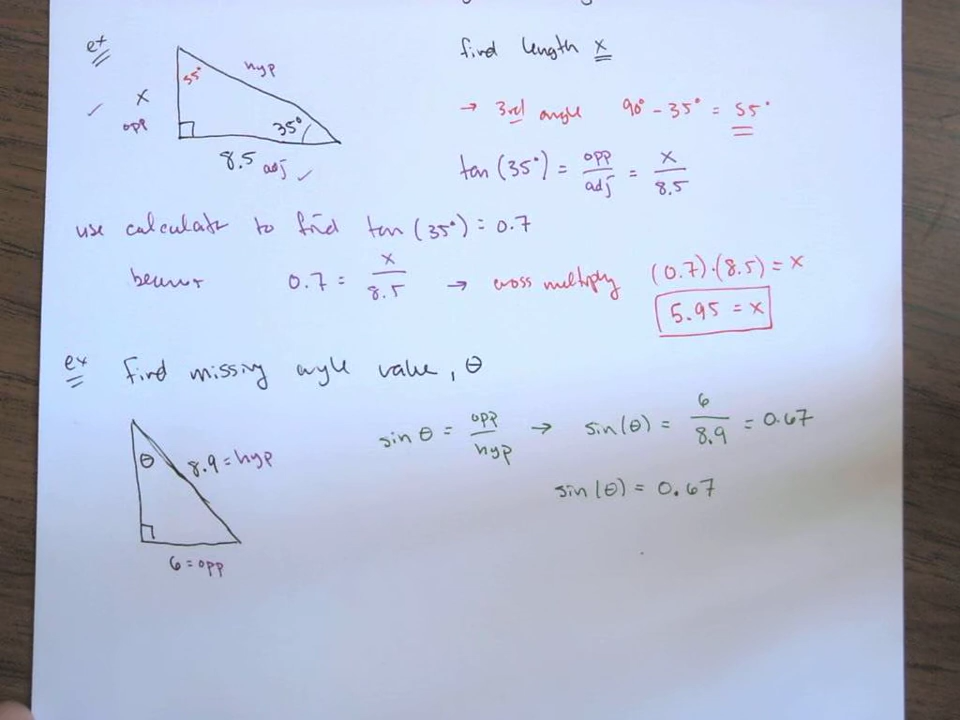 ex
find length x
55°
hyp
x
opp
35°
8.5 adj ✓
✓
→ 3rd angle 90° - 35° = 55°
tan (35°) = opp/adj = x/8.5
use calculator to find tan (35°) = 0.7
0.7 = x/8.5 → cross multiply (0.7)·(8.5) = x
5.95 = x
ex find missing angle value, θ
θ
8.9 = hyp
6 = opp
sin θ = opp/hyp → sin(θ) = 6/8.9 = 0.67
sin(θ) = 0.67